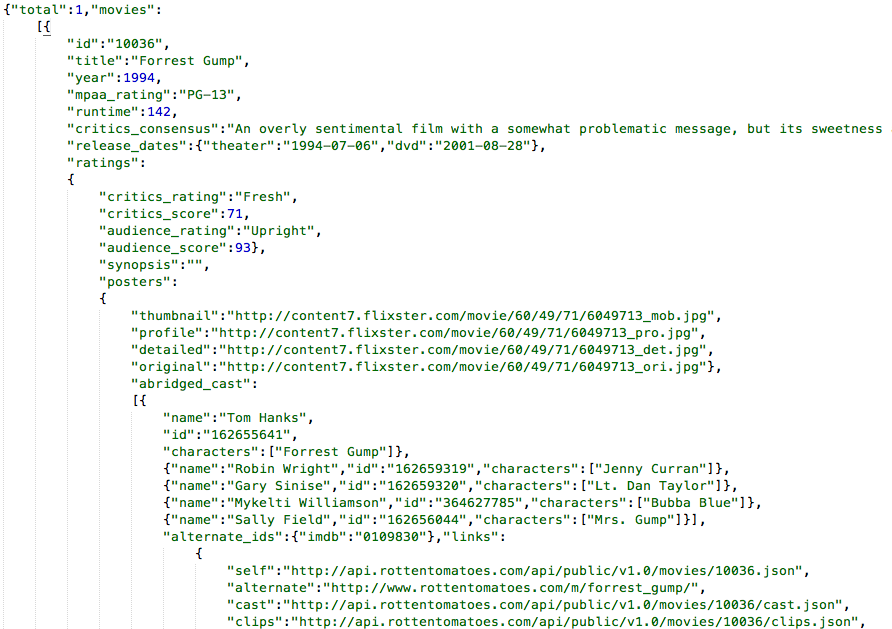 {"total":1,"movies":
[{
"id":"10036",
"title":"Forrest Gump",
"year":1994,
"mpaa_rating":"PG-13",
"runtime":142,
"critics_consensus":"An overly sentimental film with a somewhat problematic message, but its sweetness
"release_dates":{"theater":"1994-07-06","dvd":"2001-08-28"},
"ratings":
{
"critics_rating":"Fresh",
"critics_score":71,
"audience_rating":"Upright",
"audience_score":93},
"synopsis":"",
"posters":
{
"thumbnail":"http://content7.flixster.com/movie/60/49/71/6049713_mob.jpg",
"profile":"http://content7.flixster.com/movie/60/49/71/6049713_pro.jpg",
"detailed":"http://content7.flixster.com/movie/60/49/71/6049713_det.jpg",
"original":"http://content7.flixster.com/movie/60/49/71/6049713_ori.jpg"},
"abridged_cast":
[{
"name":"Tom Hanks",
"id":"162655641",
"characters":["Forrest Gump"]},
{"name":"Robin Wright","id":"162659319","characters":["Jenny Curran"]},
{"name":"Gary Sinise","id":"162659320","characters":["Lt. Dan Taylor"]},
{"name":"Mykelti Williamson","id":"364627785","characters":["Bubba Blue"]},
{"name":"Sally Field","id":"162656044","characters":["Mrs. Gump"]}],
"alternate_ids":{"imdb":"0109830"},"links":
{
"self":"http://api.rottentomatoes.com/api/public/v1.0/movies/10036.json",
"alternate":"http://www.rottentomatoes.com/m/forrest_gump/",
"cast":"http://api.rottentomatoes.com/api/public/v1.0/movies/10036/cast.json",
"clips":"http://api.rottentomatoes.com/api/public/v1.0/movies/10036/clips.json",